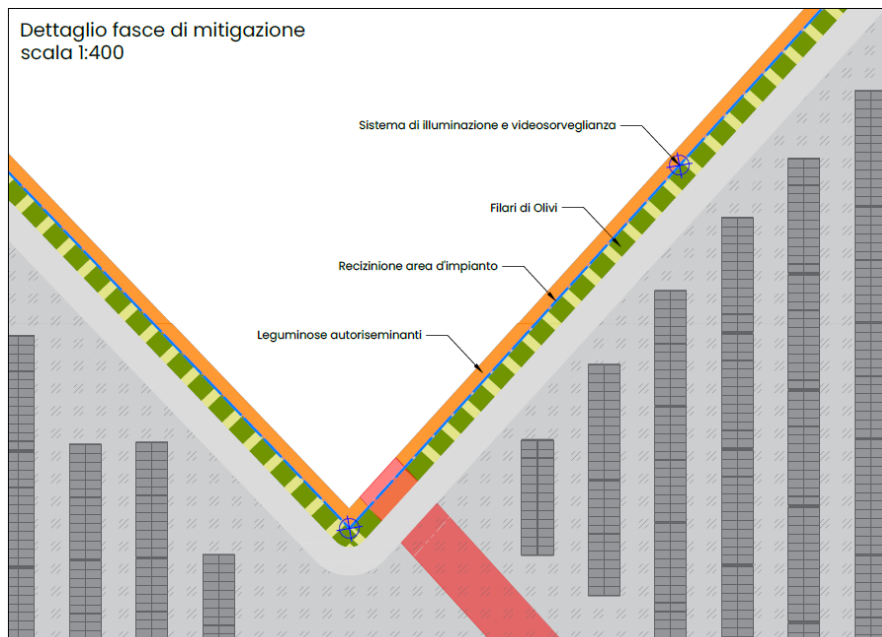 Dettaglio fasce di mitigazione
scala 1:400
Sistema di illuminazione e videosorveglianza
Filari di Olivi
Recizinione area d'impianto
Leguminose autoriseminanti